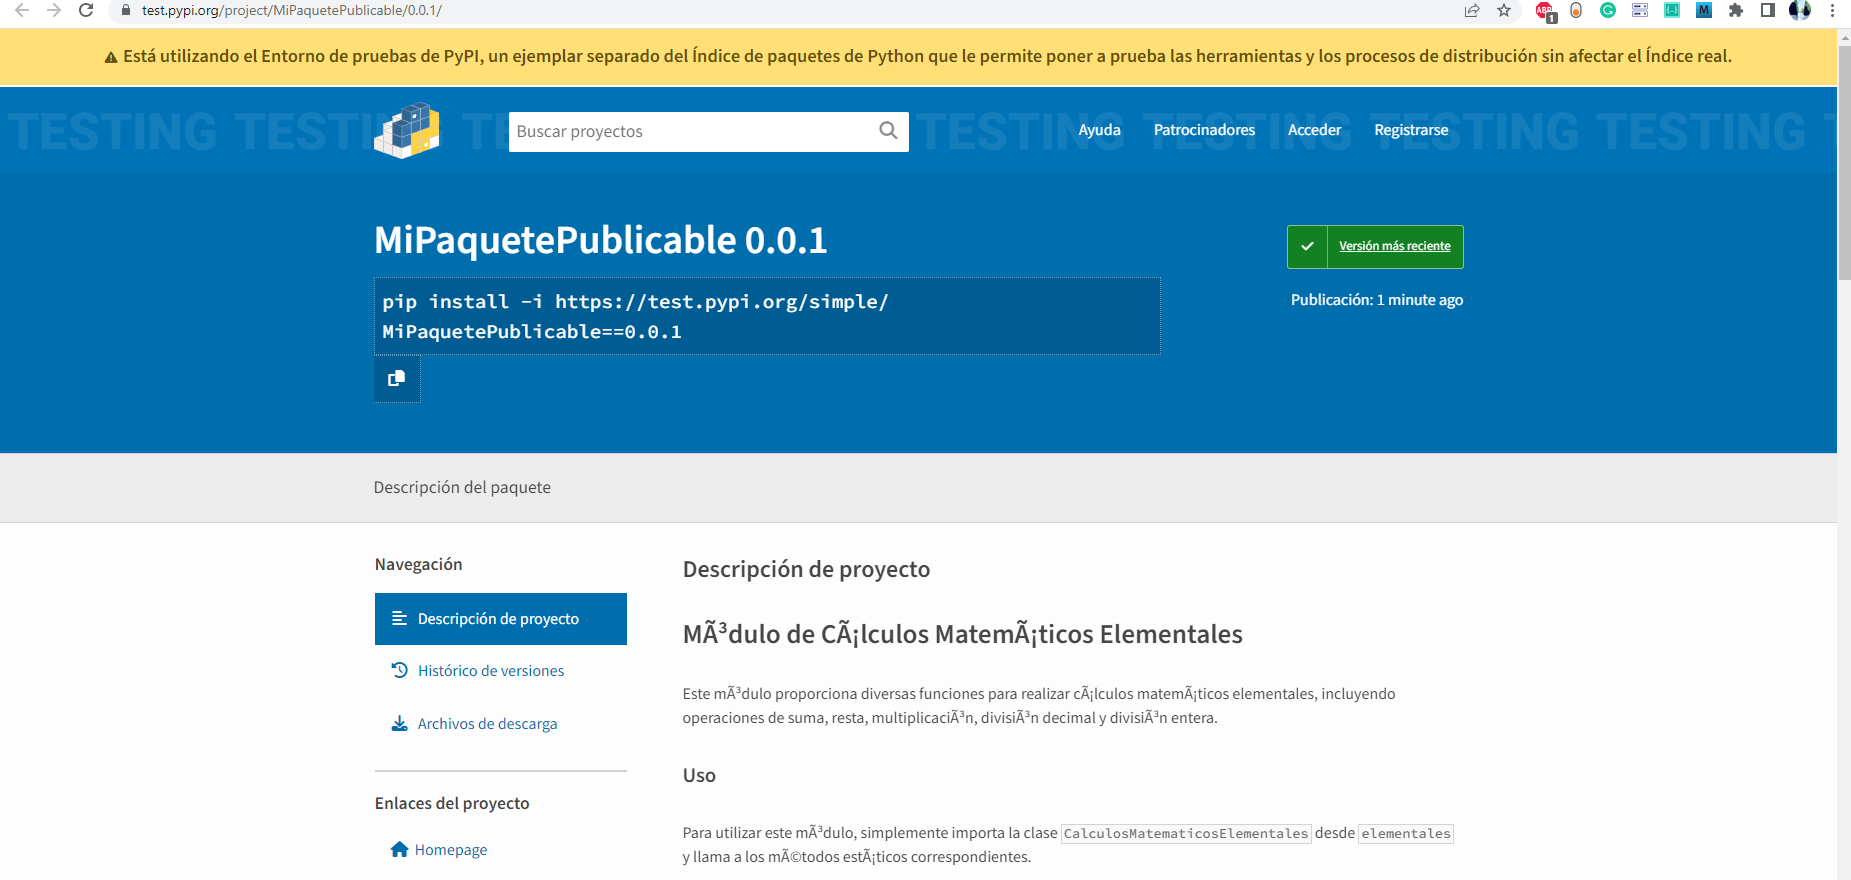 test.pypi.org/project/MiPaquetePublicable/0.0.1/
ABP
1
G
{..}
M
Está utilizando el Entorno de pruebas de PyPI, un ejemplar separado del Índice de paquetes de Python que le permite poner a prueba las herramientas y los procesos de distribución sin afectar el Índice real.
TESTING TESTI TE TESTING TESTING TESTING TESTING T
Buscar proyectos
Ayuda Patrocinadores Acceder Registrarse
MiPaquetePublicable 0.0.1
Versión más reciente
pip install -i https://test.pypi.org/simple/
MiPaquetePublicable==0.0.1
Publicación: 1 minute ago
Descripción del paquete
Navegación
Descripción de proyecto
Histórico de versiones
Archivos de descarga
Enlaces del proyecto
Homepage
Descripción de proyecto
MÃ³dulo de CÃ¡lculos MatemÃ¡ticos Elementales
Este mÃ³dulo proporciona diversas funciones para realizar cÃ¡lculos matemÃ¡ticos elementales, incluyendo
operaciones de suma, resta, multiplicaciÃ³n, divisiÃ³n decimal y divisiÃ³n entera.
Uso
Para utilizar este mÃ³dulo, simplemente importa la clase CalculosMatematicosElementales desde elementales
y llama a los mÃ©todos estÃ¡ticos correspondientes.